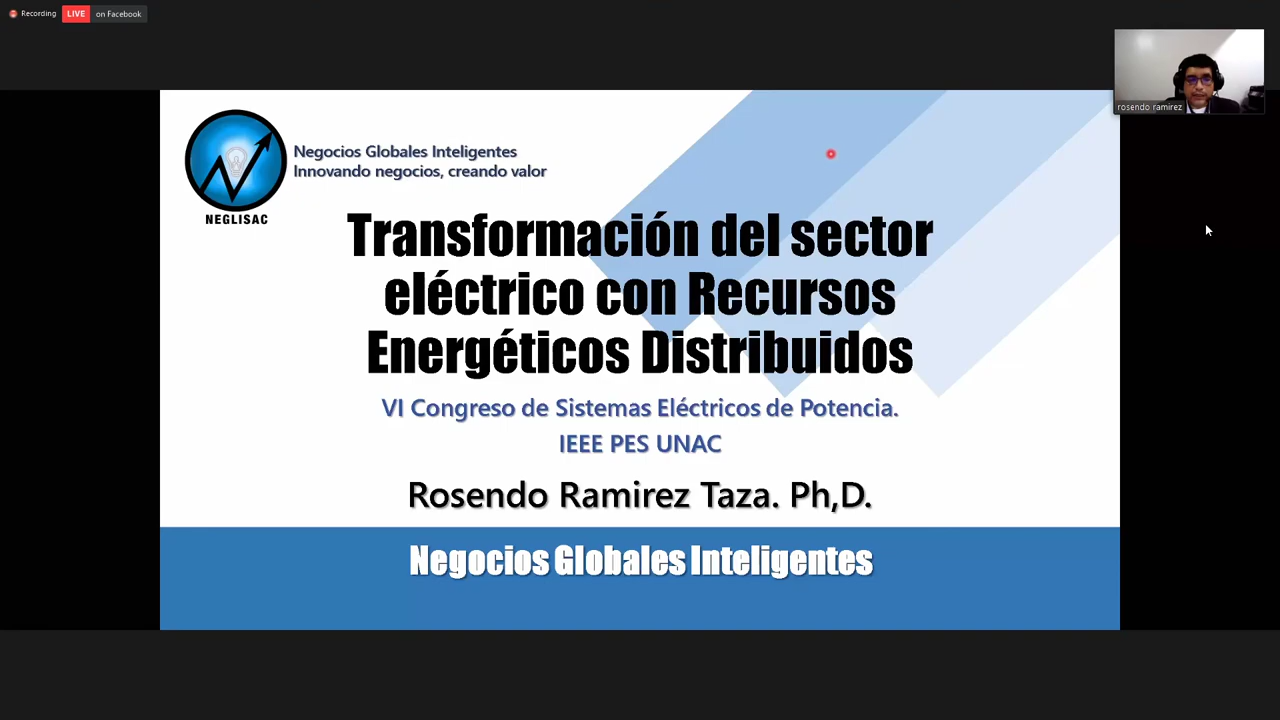 Recording
LIVE on Facebook
rosendo ramirez
Negocios Globales Inteligentes
Innovando negocios, creando valor
NEGLISAC
Transformación del sector
eléctrico con Recursos
Energéticos Distribuidos
VI Congreso de Sistemas Eléctricos de Potencia.
IEEE PES UNAC
Rosendo Ramirez Taza. Ph,D.
Negocios Globales Inteligentes